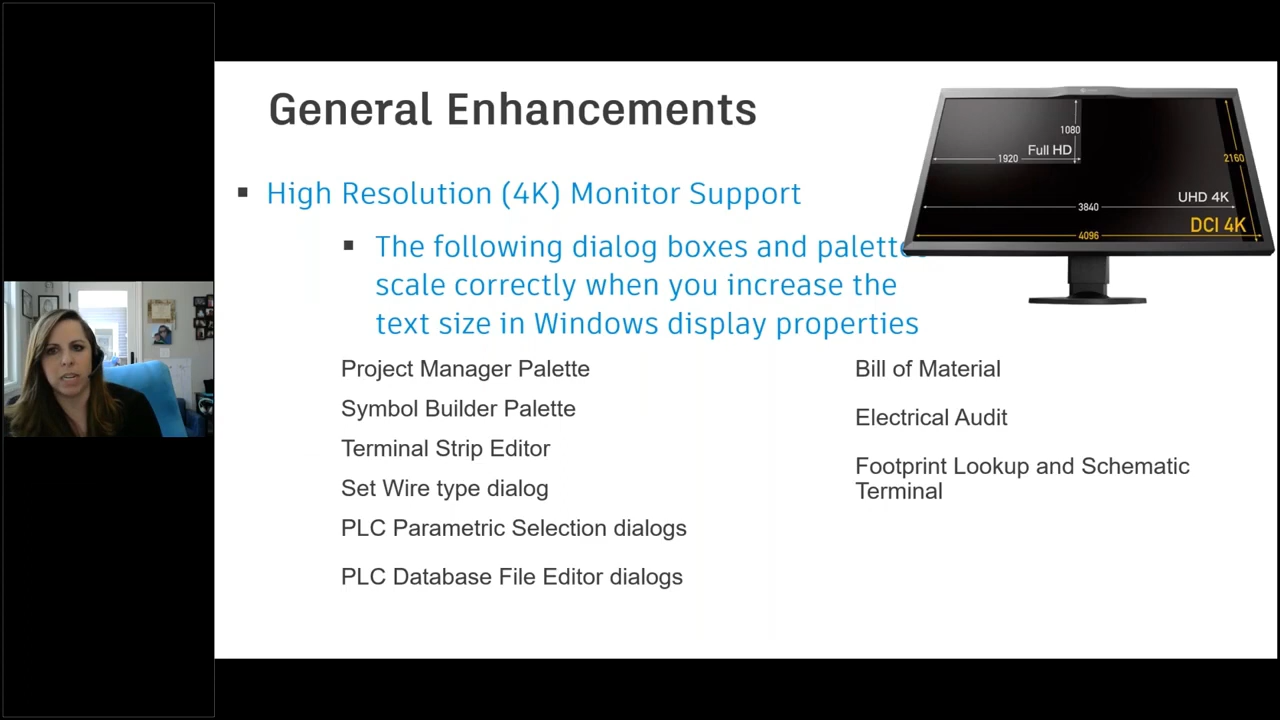 General Enhancements
▪ High Resolution (4K) Monitor Support
▪ The following dialog boxes and palette
scale correctly when you increase the
text size in Windows display properties
Project Manager Palette
Symbol Builder Palette
Terminal Strip Editor
Set Wire type dialog
PLC Parametric Selection dialogs
PLC Database File Editor dialogs
Bill of Material
Electrical Audit
Footprint Lookup and Schematic
Terminal
1080
Full HD
1920
2160
UHD 4K
3840
DCI 4K
4096